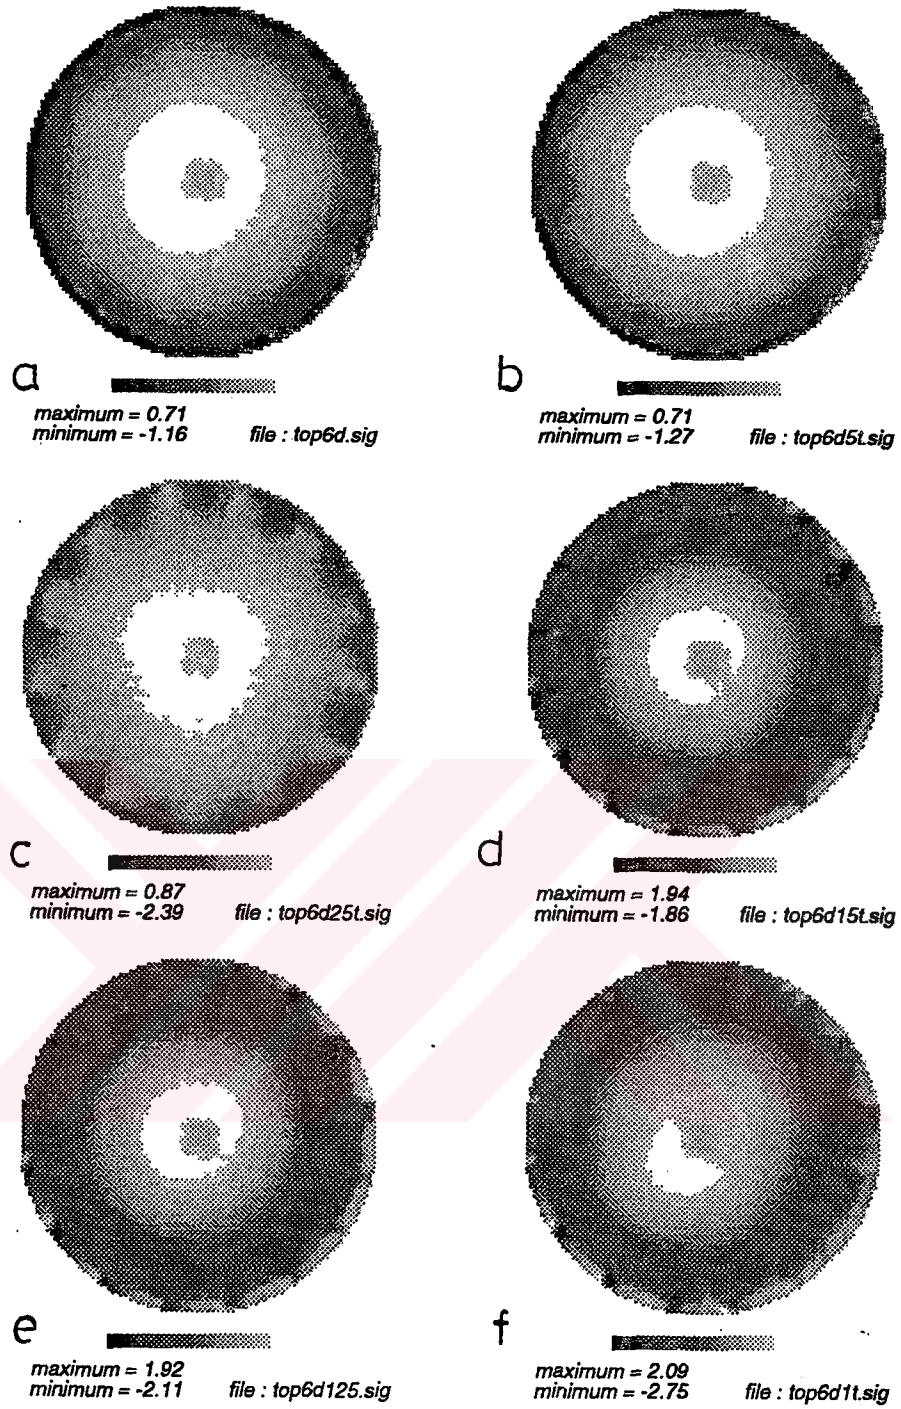 a
maximum = 0.71
minimum = -1.16 file : top6d.sig
b
maximum = 0.71
minimum = -1.27 file : top6d5t.sig
c
maximum = 0.87
minimum = -2.39 file : top6d25t.sig
d
maximum = 1.94
minimum = -1.86 file : top6d15t.sig
e
maximum = 1.92
minimum = -2.11 file : top6d125.sig
f
maximum = 2.09
minimum = -2.75 file : top6d1t.sig